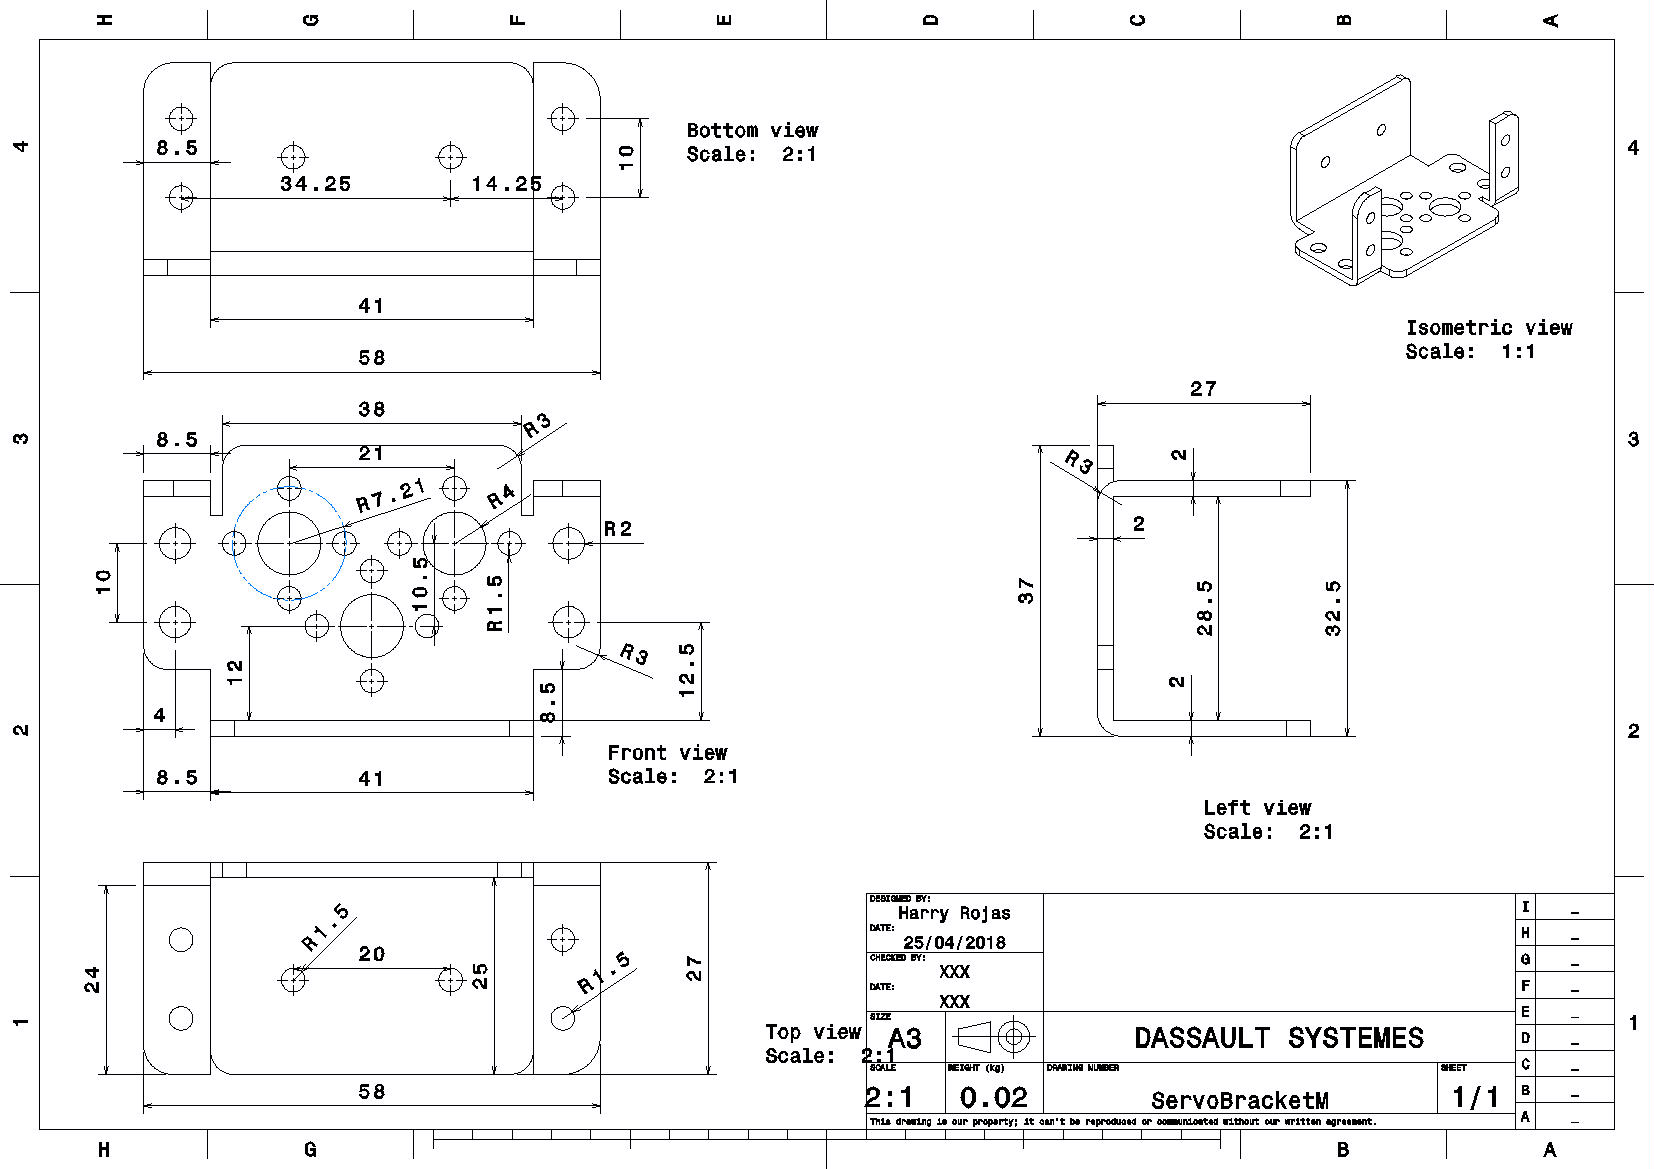 H G F E D C B A
4
4
8.5
34.25
14.25
10
Bottom view
Scale: 2:1
41
58
Isometric view
Scale: 1:1
3
3
38
8.5
21
R3
R7.21
R4
R2
10
10.5
R1.5
12
R3
12.5
8.5
4
8.5
41
Front view
Scale: 2:1
27
R3
2
2
37
28.5
32.5
2
Left view
Scale: 2:1
2
2
R1.5
20
25
R1.5
24
27
58
Top view
Scale: 2:1
1
1
DESIGNED BY:
Harry Rojas
DATE:
25/04/2018
CHECKED BY:
XXX
DATE:
XXX
SIZE
A3
DASSAULT SYSTEMES
SCALE
2:1
WEIGHT (kg)
0.02
DRAWING NUMBER
ServoBracketM
SHEET
1/1
This drawing is our property; it can't be reproduced or communicated without our written agreement.
I _
H _
G _
F _
E _
D _
C _
B _
A _
H G B A